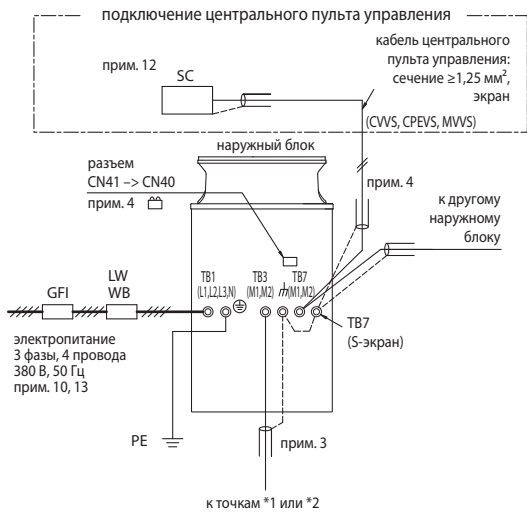 подключение центрального пульта управления
прим. 12
SC
кабель центрального
пульта управления:
сечение ≥1,25 мм²,
экран
(CVVS, CPEVS, MVVS)
наружный блок
разъем
CN41 –> CN40
прим. 4
прим. 4
к другому
наружному
блоку
TB1
(L1,L2,L3,N)
TB3
(M1,M2)
TB7
(M1,M2)
TB7
(S-экран)
GFI
LW
WB
электропитание
3 фазы, 4 провода
380 В, 50 Гц
прим. 10, 13
PE
прим. 3
к точкам *1 или *2